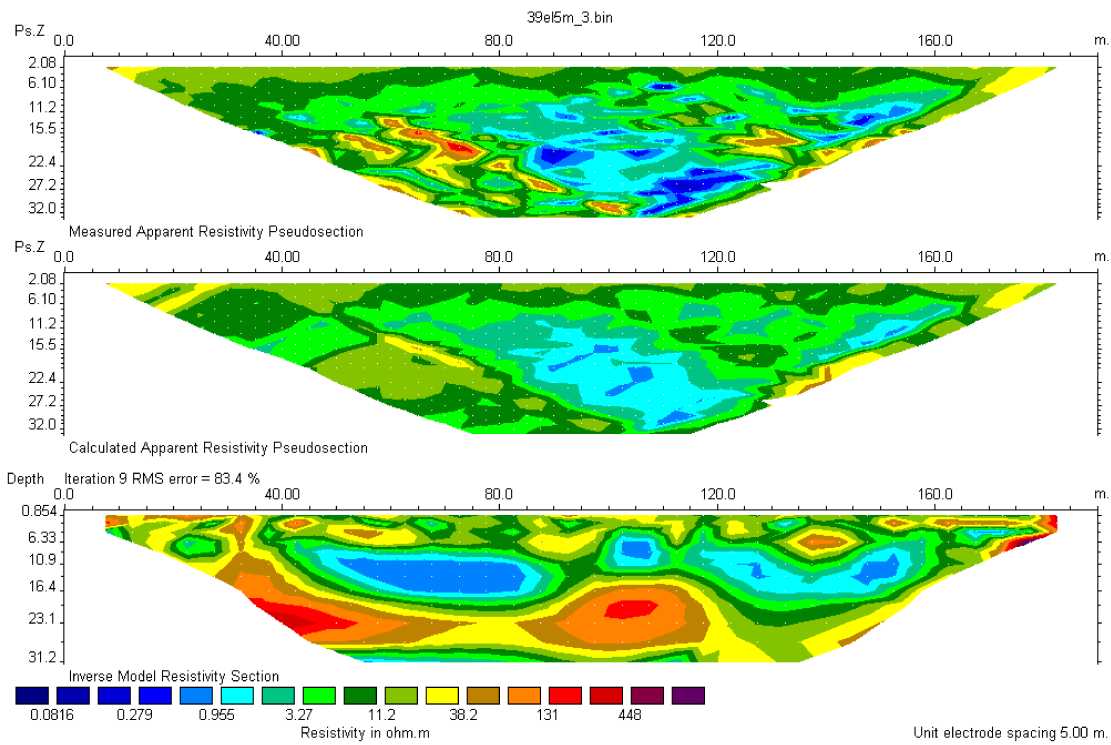 39el5m_3.bin
Ps.Z 0.0 40.00 80.0 120.0 160.0 m.
2.08
6.10
11.2
15.5
22.4
27.2
32.0
Measured Apparent Resistivity Pseudosection
Ps.Z 0.0 40.00 80.0 120.0 160.0 m.
2.08
6.10
11.2
15.5
22.4
27.2
32.0
Calculated Apparent Resistivity Pseudosection
Depth Iteration 9 RMS error = 83.4 %
0.0 40.00 80.0 120.0 160.0 m.
0.854
6.33
10.9
16.4
23.1
31.2
Inverse Model Resistivity Section
0.0816 0.279 0.955 3.27 11.2 38.2 131 448
Resistivity in ohm.m
Unit electrode spacing 5.00 m.